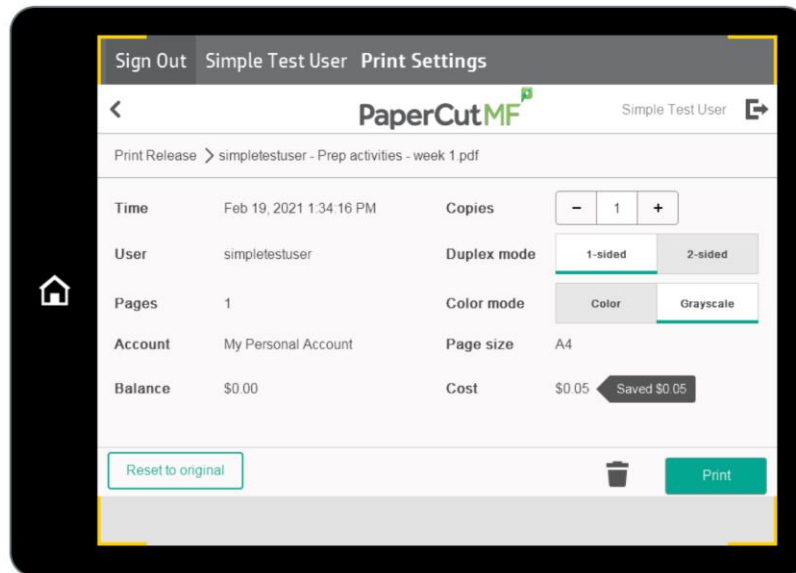 Sign Out Simple Test User Print Settings
PaperCutMF Simple Test User
Print Release > simpletestuser - Prep activities - week 1.pdf
Time Feb 19, 2021 1:34:16 PM Copies - 1 +
User simpletestuser Duplex mode 1-sided 2-sided
Pages 1 Color mode Color Grayscale
Account My Personal Account Page size A4
Balance $0.00 Cost $0.05 Saved $0.05
Reset to original Print